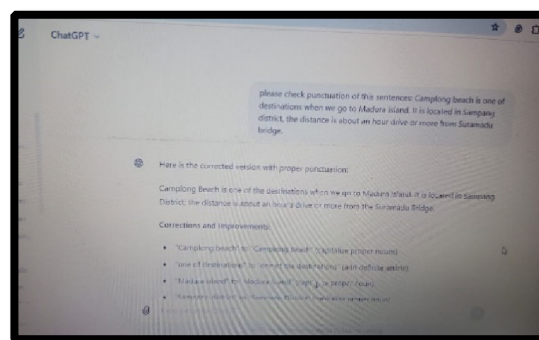 ChatGPT
please check punctuation of this sentences: Camplong beach is one of
destinations when we go to Madura island. It is located in Sampang
district, the distance is about an hour drive or more from Suramadu
bridge.
Here is the corrected version with proper punctuation:
Camplong Beach is one of the destinations when we go to Madura Island. It is located in Sampang
District; the distance is about an hour's drive or more from the Suramadu Bridge.
Corrections and improvements:
"Camplong beach" to "Camplong Beach" (capitalize proper nouns).
"one of destinations" to "one of the destinations" (add definite article).
"Madura island" to "Madura Island"